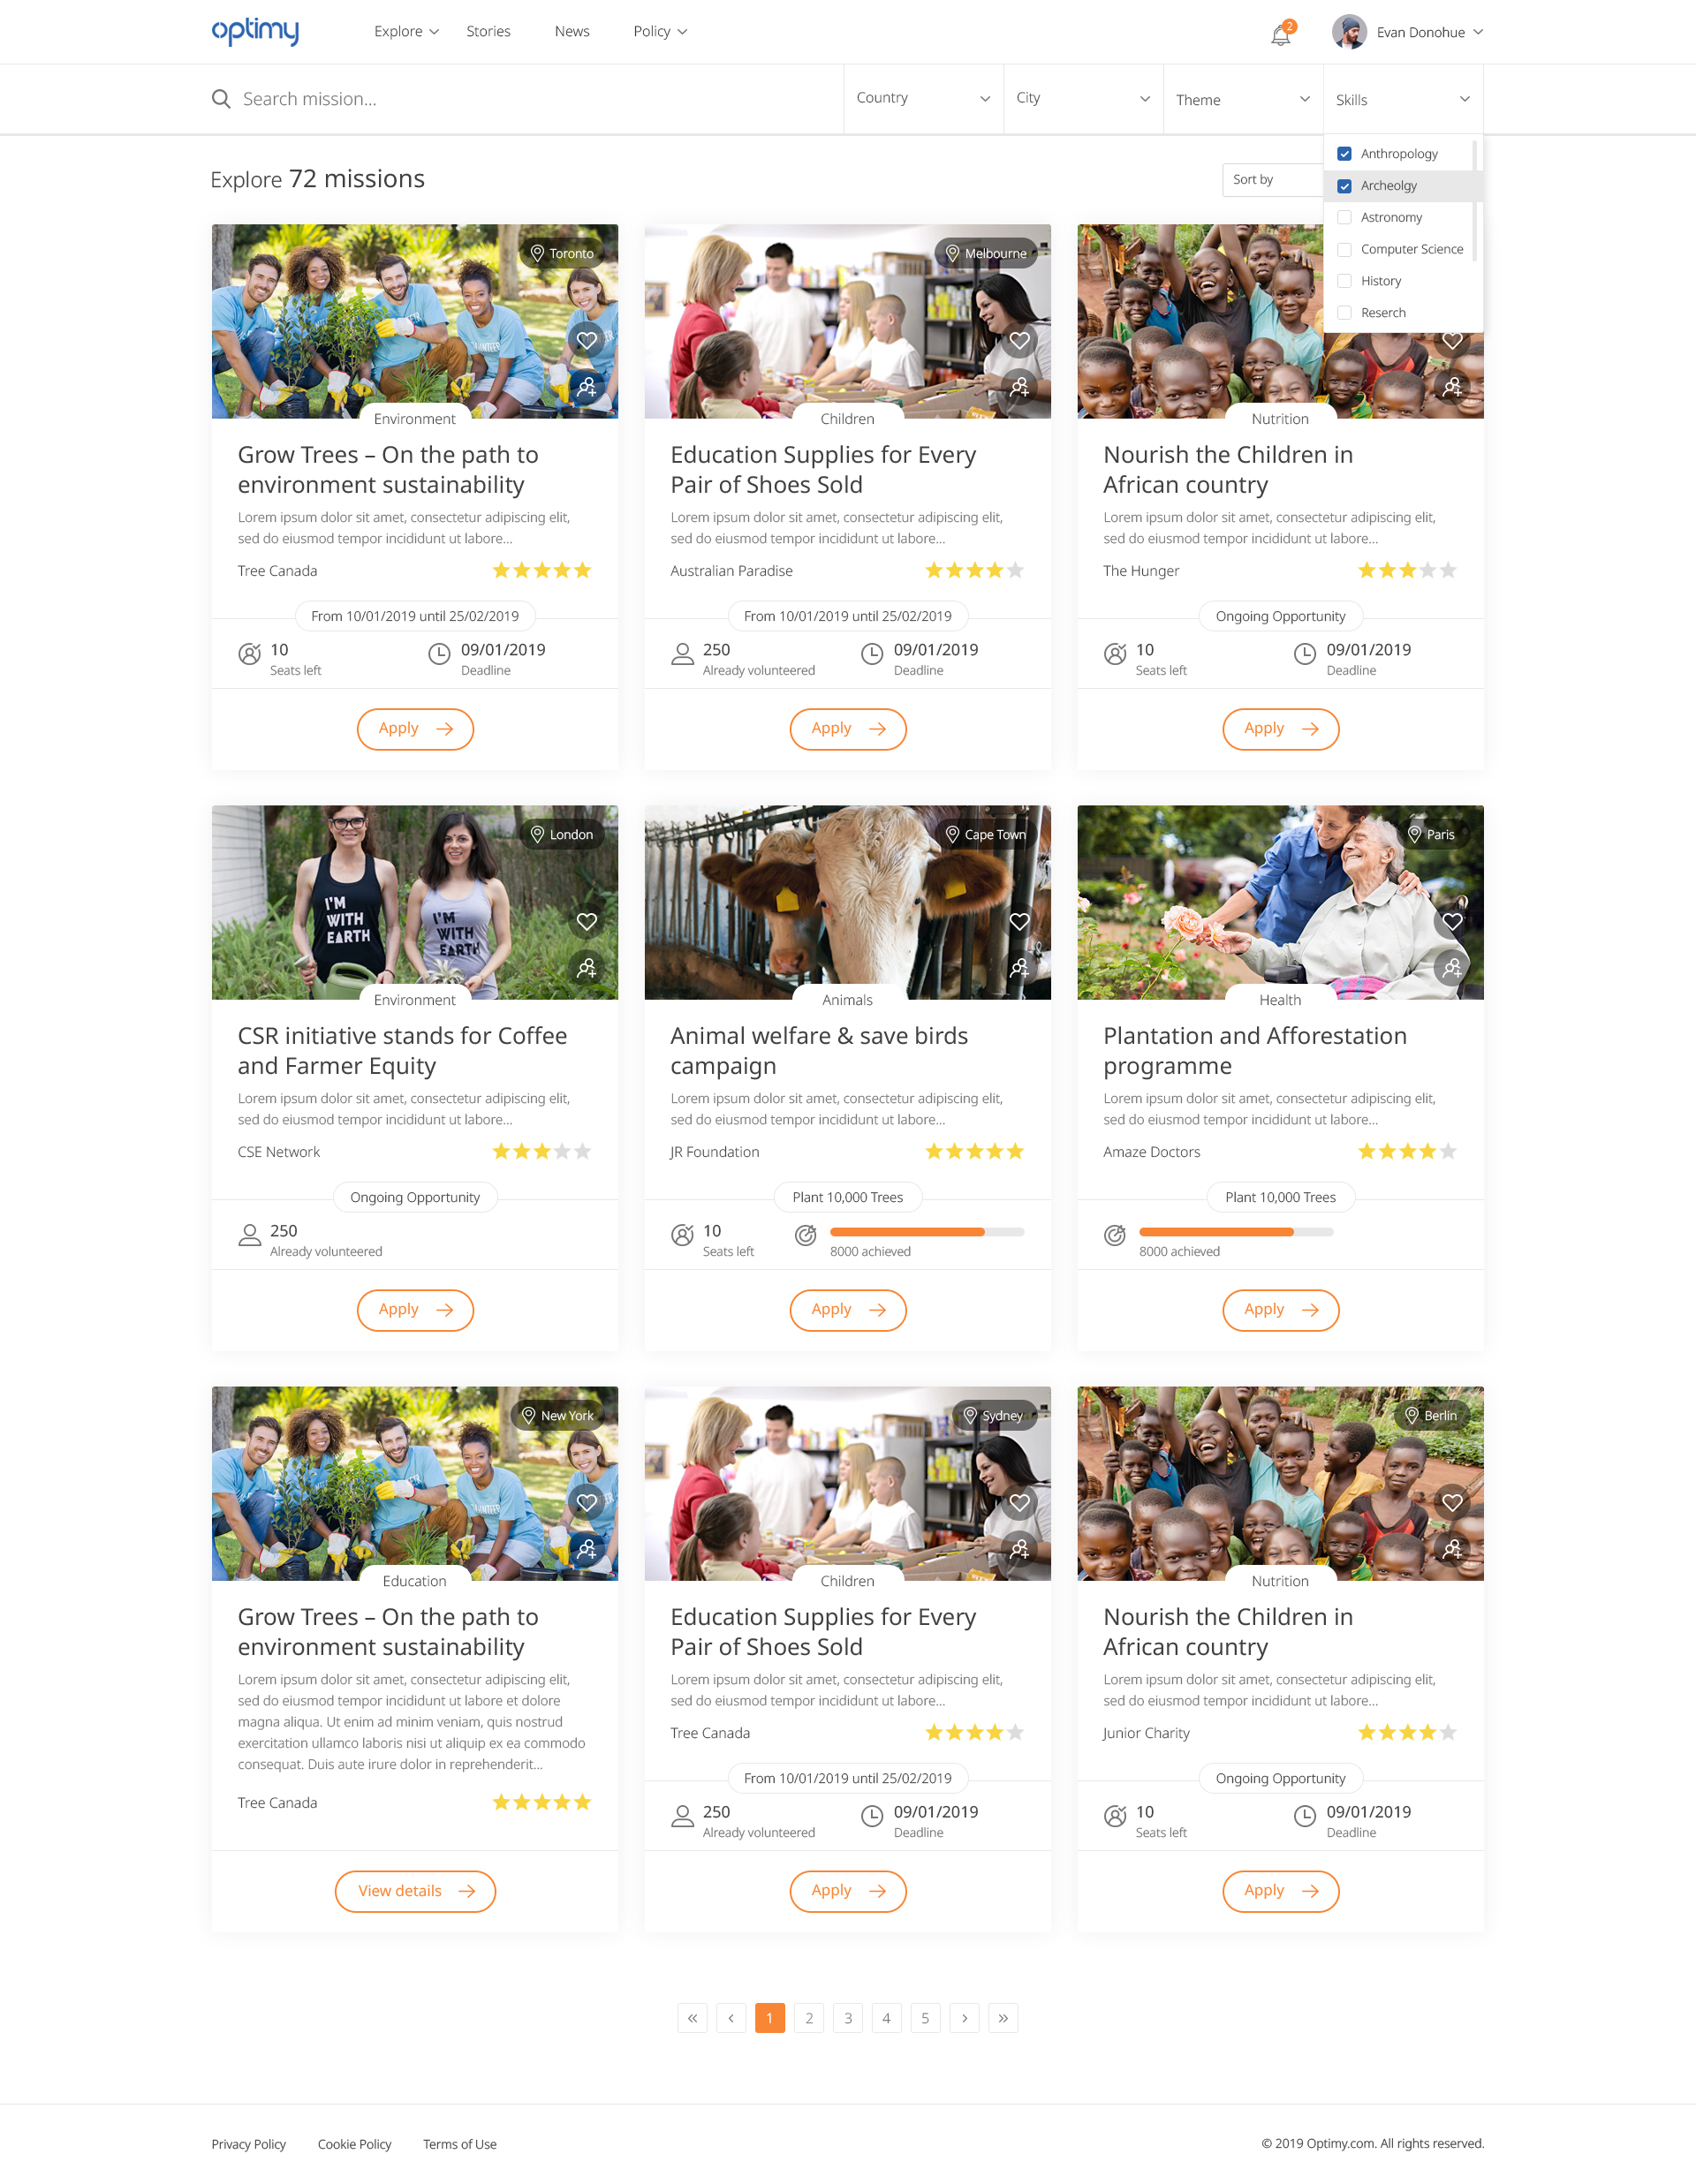 optimy
Explore
Stories
News
Policy
2
Evan Donohue
Search mission...
Country
City
Theme
Skills
Anthropology
Archeolgy
Astronomy
Computer Science
History
Reserch
Explore 72 missions
Sort by
Toronto
Environment
Grow Trees – On the path to
environment sustainability
Lorem ipsum dolor sit amet, consectetur adipiscing elit,
sed do eiusmod tempor incididunt ut labore...
Tree Canada
From 10/01/2019 until 25/02/2019
10
Seats left
09/01/2019
Deadline
Apply
Melbourne
Children
Education Supplies for Every
Pair of Shoes Sold
Lorem ipsum dolor sit amet, consectetur adipiscing elit,
sed do eiusmod tempor incididunt ut labore...
Australian Paradise
From 10/01/2019 until 25/02/2019
250
Already volunteered
09/01/2019
Deadline
Apply
Nutrition
Nourish the Children in
African country
Lorem ipsum dolor sit amet, consectetur adipiscing elit,
sed do eiusmod tempor incididunt ut labore...
The Hunger
Ongoing Opportunity
10
Seats left
09/01/2019
Deadline
Apply
London
I'M
WITH
EARTH
I'M
WITH
EARTH
Environment
CSR initiative stands for Coffee
and Farmer Equity
Lorem ipsum dolor sit amet, consectetur adipiscing elit,
sed do eiusmod tempor incididunt ut labore...
CSE Network
Ongoing Opportunity
250
Already volunteered
Apply
Cape Town
Animals
Animal welfare & save birds
campaign
Lorem ipsum dolor sit amet, consectetur adipiscing elit,
sed do eiusmod tempor incididunt ut labore...
JR Foundation
Plant 10,000 Trees
10
Seats left
8000 achieved
Apply
Paris
Health
Plantation and Afforestation
programme
Lorem ipsum dolor sit amet, consectetur adipiscing elit,
sed do eiusmod tempor incididunt ut labore...
Amaze Doctors
Plant 10,000 Trees
8000 achieved
Apply
New York
Education
Grow Trees – On the path to
environment sustainability
Lorem ipsum dolor sit amet, consectetur adipiscing elit,
sed do eiusmod tempor incididunt ut labore et dolore
magna aliqua. Ut enim ad minim veniam, quis nostrud
exercitation ullamco laboris nisi ut aliquip ex ea commodo
consequat. Duis aute irure dolor in reprehenderit...
Tree Canada
View details
Sydney
Children
Education Supplies for Every
Pair of Shoes Sold
Lorem ipsum dolor sit amet, consectetur adipiscing elit,
sed do eiusmod tempor incididunt ut labore...
Tree Canada
From 10/01/2019 until 25/02/2019
250
Already volunteered
09/01/2019
Deadline
Apply
Berlin
Nutrition
Nourish the Children in
African country
Lorem ipsum dolor sit amet, consectetur adipiscing elit,
sed do eiusmod tempor incididunt ut labore...
Junior Charity
Ongoing Opportunity
10
Seats left
09/01/2019
Deadline
Apply
« ‹ 1 2 3 4 5 › »
Privacy Policy
Cookie Policy
Terms of Use
© 2019 Optimy.com. All rights reserved.